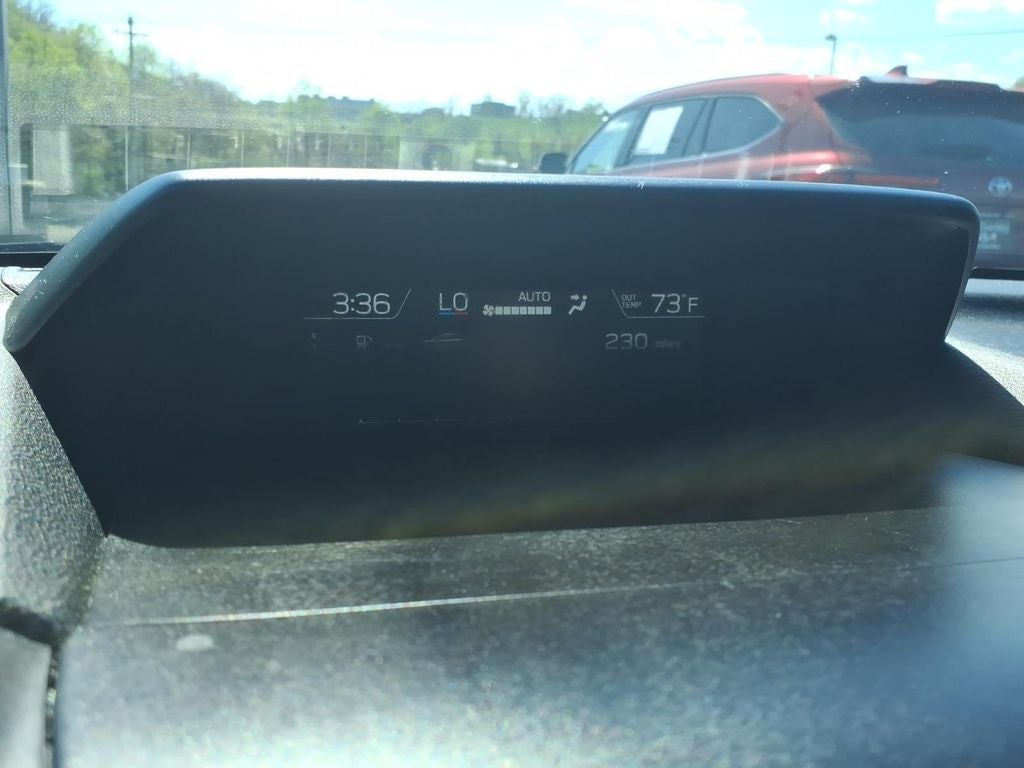 3:36 LO AUTO OUT TEMP 73°F
230 miles